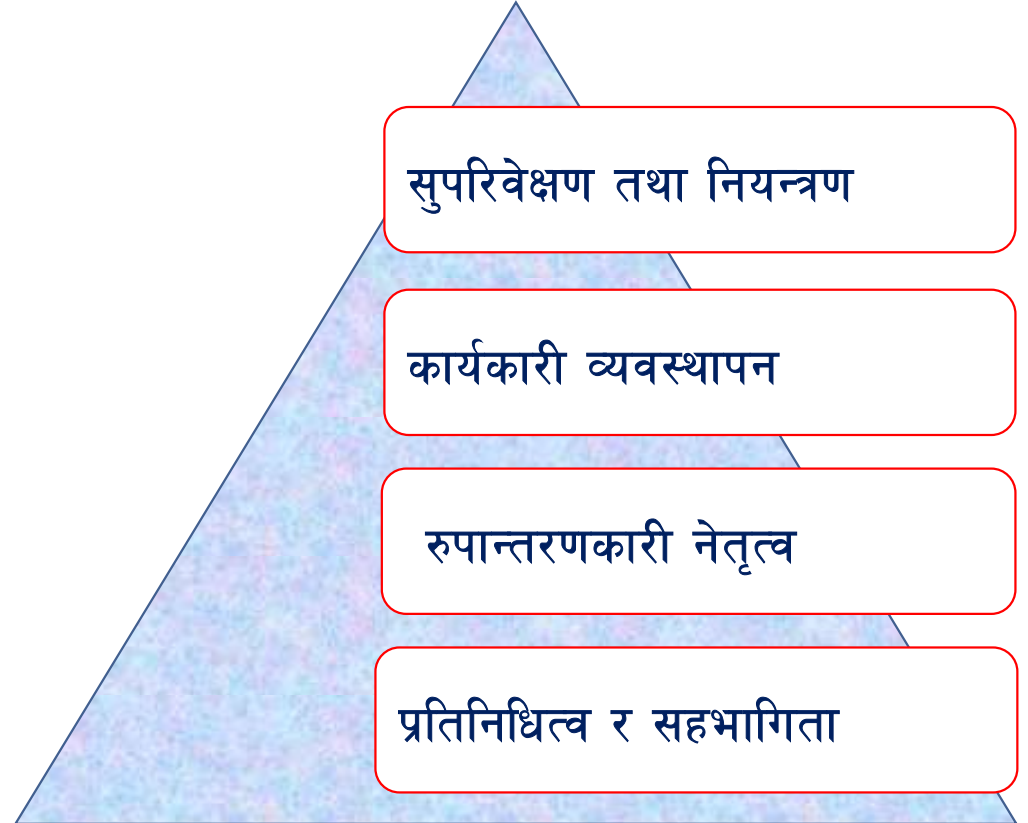 सुपरिवेक्षण तथा नियन्त्रण
कार्यकारी व्यवस्थापन
रुपान्तरणकारी नेतृत्व
प्रतिनिधित्व र सहभागिता